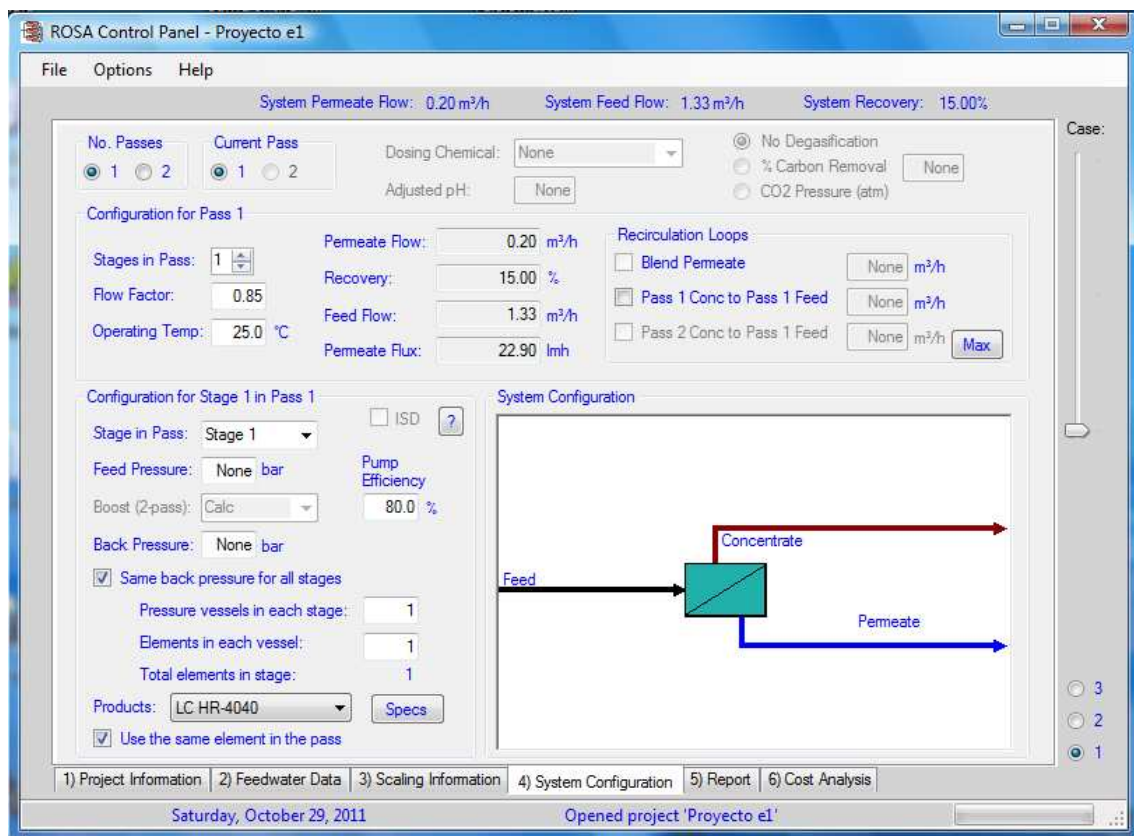 ROSA Control Panel - Proyecto e1
File Options Help
System Permeate Flow: 0.20 m³/h System Feed Flow: 1.33 m³/h System Recovery: 15.00%
Case:
No. Passes
1 2
Current Pass
1 2
Dosing Chemical: None
Adjusted pH: None
No Degasification
% Carbon Removal None
CO2 Pressure (atm)
Configuration for Pass 1
Stages in Pass: 1
Flow Factor: 0.85
Operating Temp: 25.0 °C
Permeate Flow: 0.20 m³/h
Recovery: 15.00 %
Feed Flow: 1.33 m³/h
Permeate Flux: 22.90 lmh
Recirculation Loops
Blend Permeate None m³/h
Pass 1 Conc to Pass 1 Feed None m³/h
Pass 2 Conc to Pass 1 Feed None m³/h Max
Configuration for Stage 1 in Pass 1
ISD ?
Stage in Pass: Stage 1
Feed Pressure: None bar
Pump
Efficiency
80.0 %
Boost (2-pass): Calc
Back Pressure: None bar
Same back pressure for all stages
Pressure vessels in each stage: 1
Elements in each vessel: 1
Total elements in stage: 1
Products: LC HR-4040 Specs
Use the same element in the pass
System Configuration
Concentrate
Feed
Permeate
3
2
1
1) Project Information 2) Feedwater Data 3) Scaling Information 4) System Configuration 5) Report 6) Cost Analysis
Saturday, October 29, 2011 Opened project 'Proyecto e1'